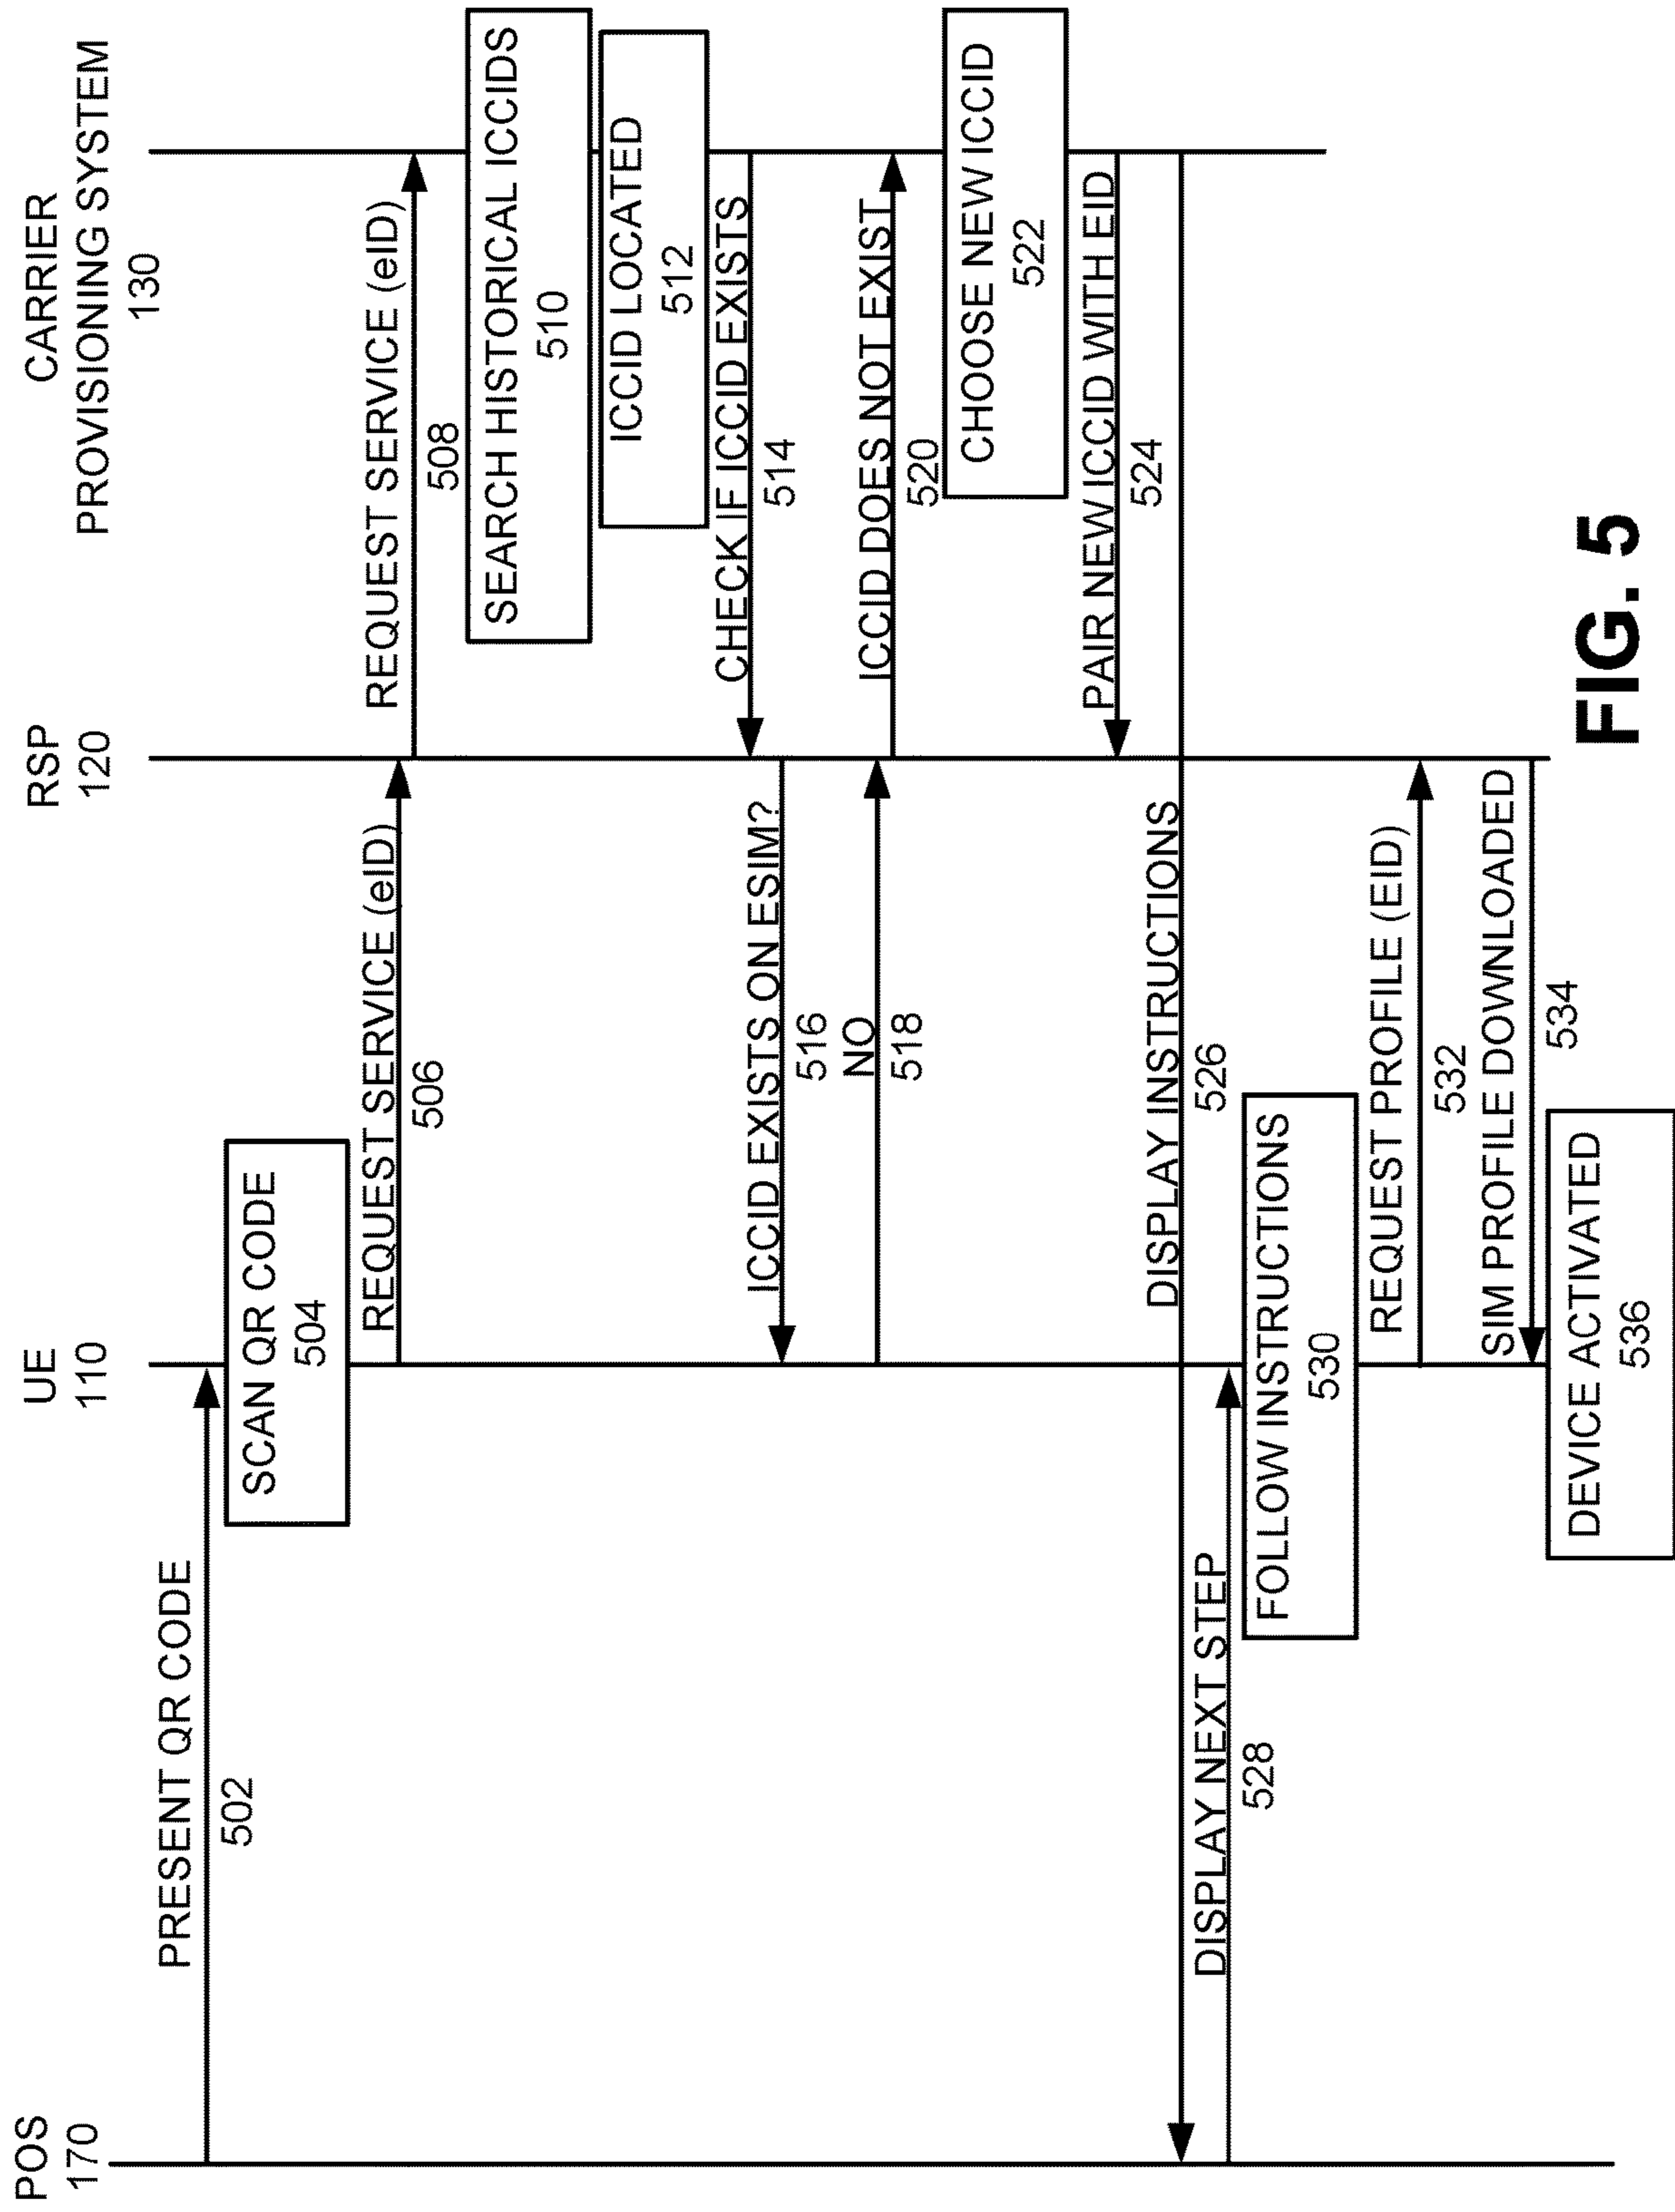 POS
170
UE
110
RSP
120
CARRIER
PROVISIONING SYSTEM
130
PRESENT QR CODE
502
SCAN QR CODE
504
REQUEST SERVICE (eID)
506
REQUEST SERVICE (eID)
508
SEARCH HISTORICAL ICCIDS
510
ICCID LOCATED
512
CHECK IF ICCID EXISTS
514
ICCID EXISTS ON ESIM?
516
NO
518
ICCID DOES NOT EXIST
520
CHOOSE NEW ICCID
522
PAIR NEW ICCID WITH EID
524
DISPLAY INSTRUCTIONS
526
DISPLAY NEXT STEP
528
FOLLOW INSTRUCTIONS
530
REQUEST PROFILE (EID)
532
SIM PROFILE DOWNLOADED
534
DEVICE ACTIVATED
536
FIG. 5